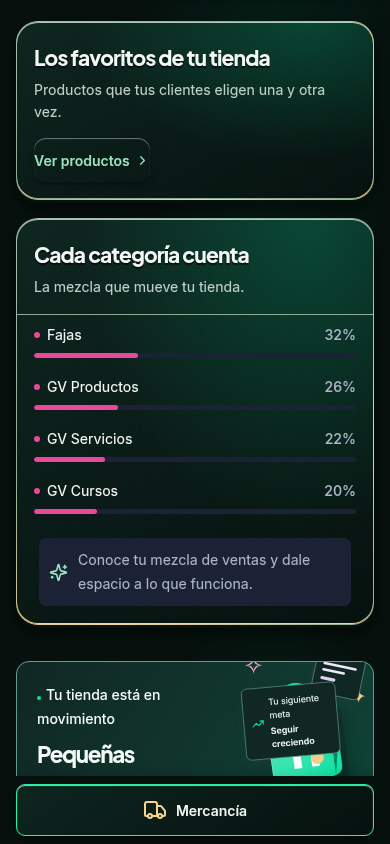 Los favoritos de tu tienda
Productos que tus clientes eligen una y otra
vez.
Ver productos
Cada categoría cuenta
La mezcla que mueve tu tienda.
Fajas 32%
GV Productos 26%
GV Servicios 22%
GV Cursos 20%
Conoce tu mezcla de ventas y dale
espacio a lo que funciona.
Tu tienda está en
movimiento
Pequeñas
Tu siguiente
meta
Seguir
creciendo
Mercancía